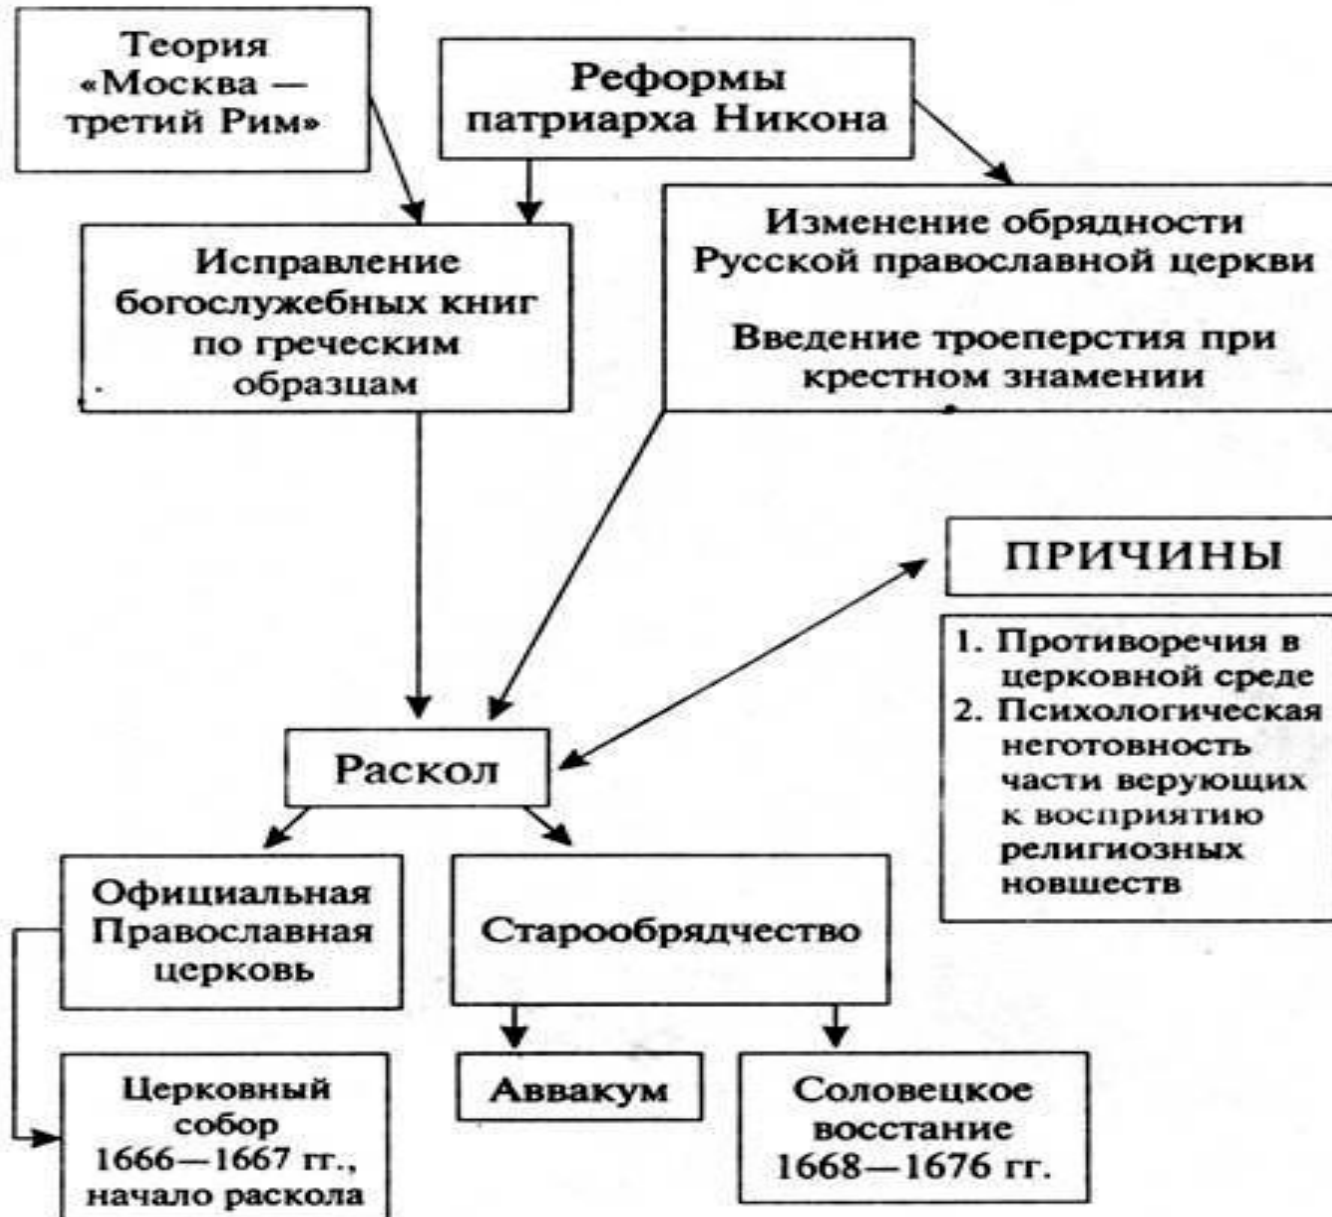 Теория
«Москва —
третий Рим»
Реформы
патриарха Никона
Исправление
богослужебных книг
по греческим
образцам
Изменение обрядности
Русской православной церкви
Введение троеперстия при
крестном знамении
ПРИЧИНЫ
1. Противоречия в
церковной среде
2. Психологическая
неготовность
части верующих
к восприятию
религиозных
новшеств
Раскол
Официальная
Православная
церковь
Старообрядчество
Церковный
собор
1666—1667 гг.,
начало раскола
Аввакум
Соловецкое
восстание
1668—1676 гг.